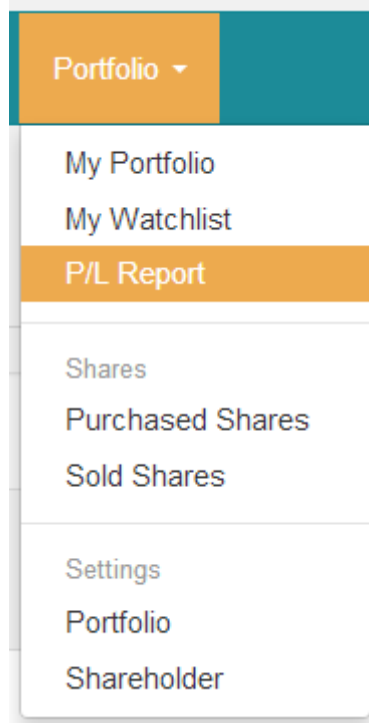 Portfolio
My Portfolio
My Watchlist
P/L Report
Shares
Purchased Shares
Sold Shares
Settings
Portfolio
Shareholder